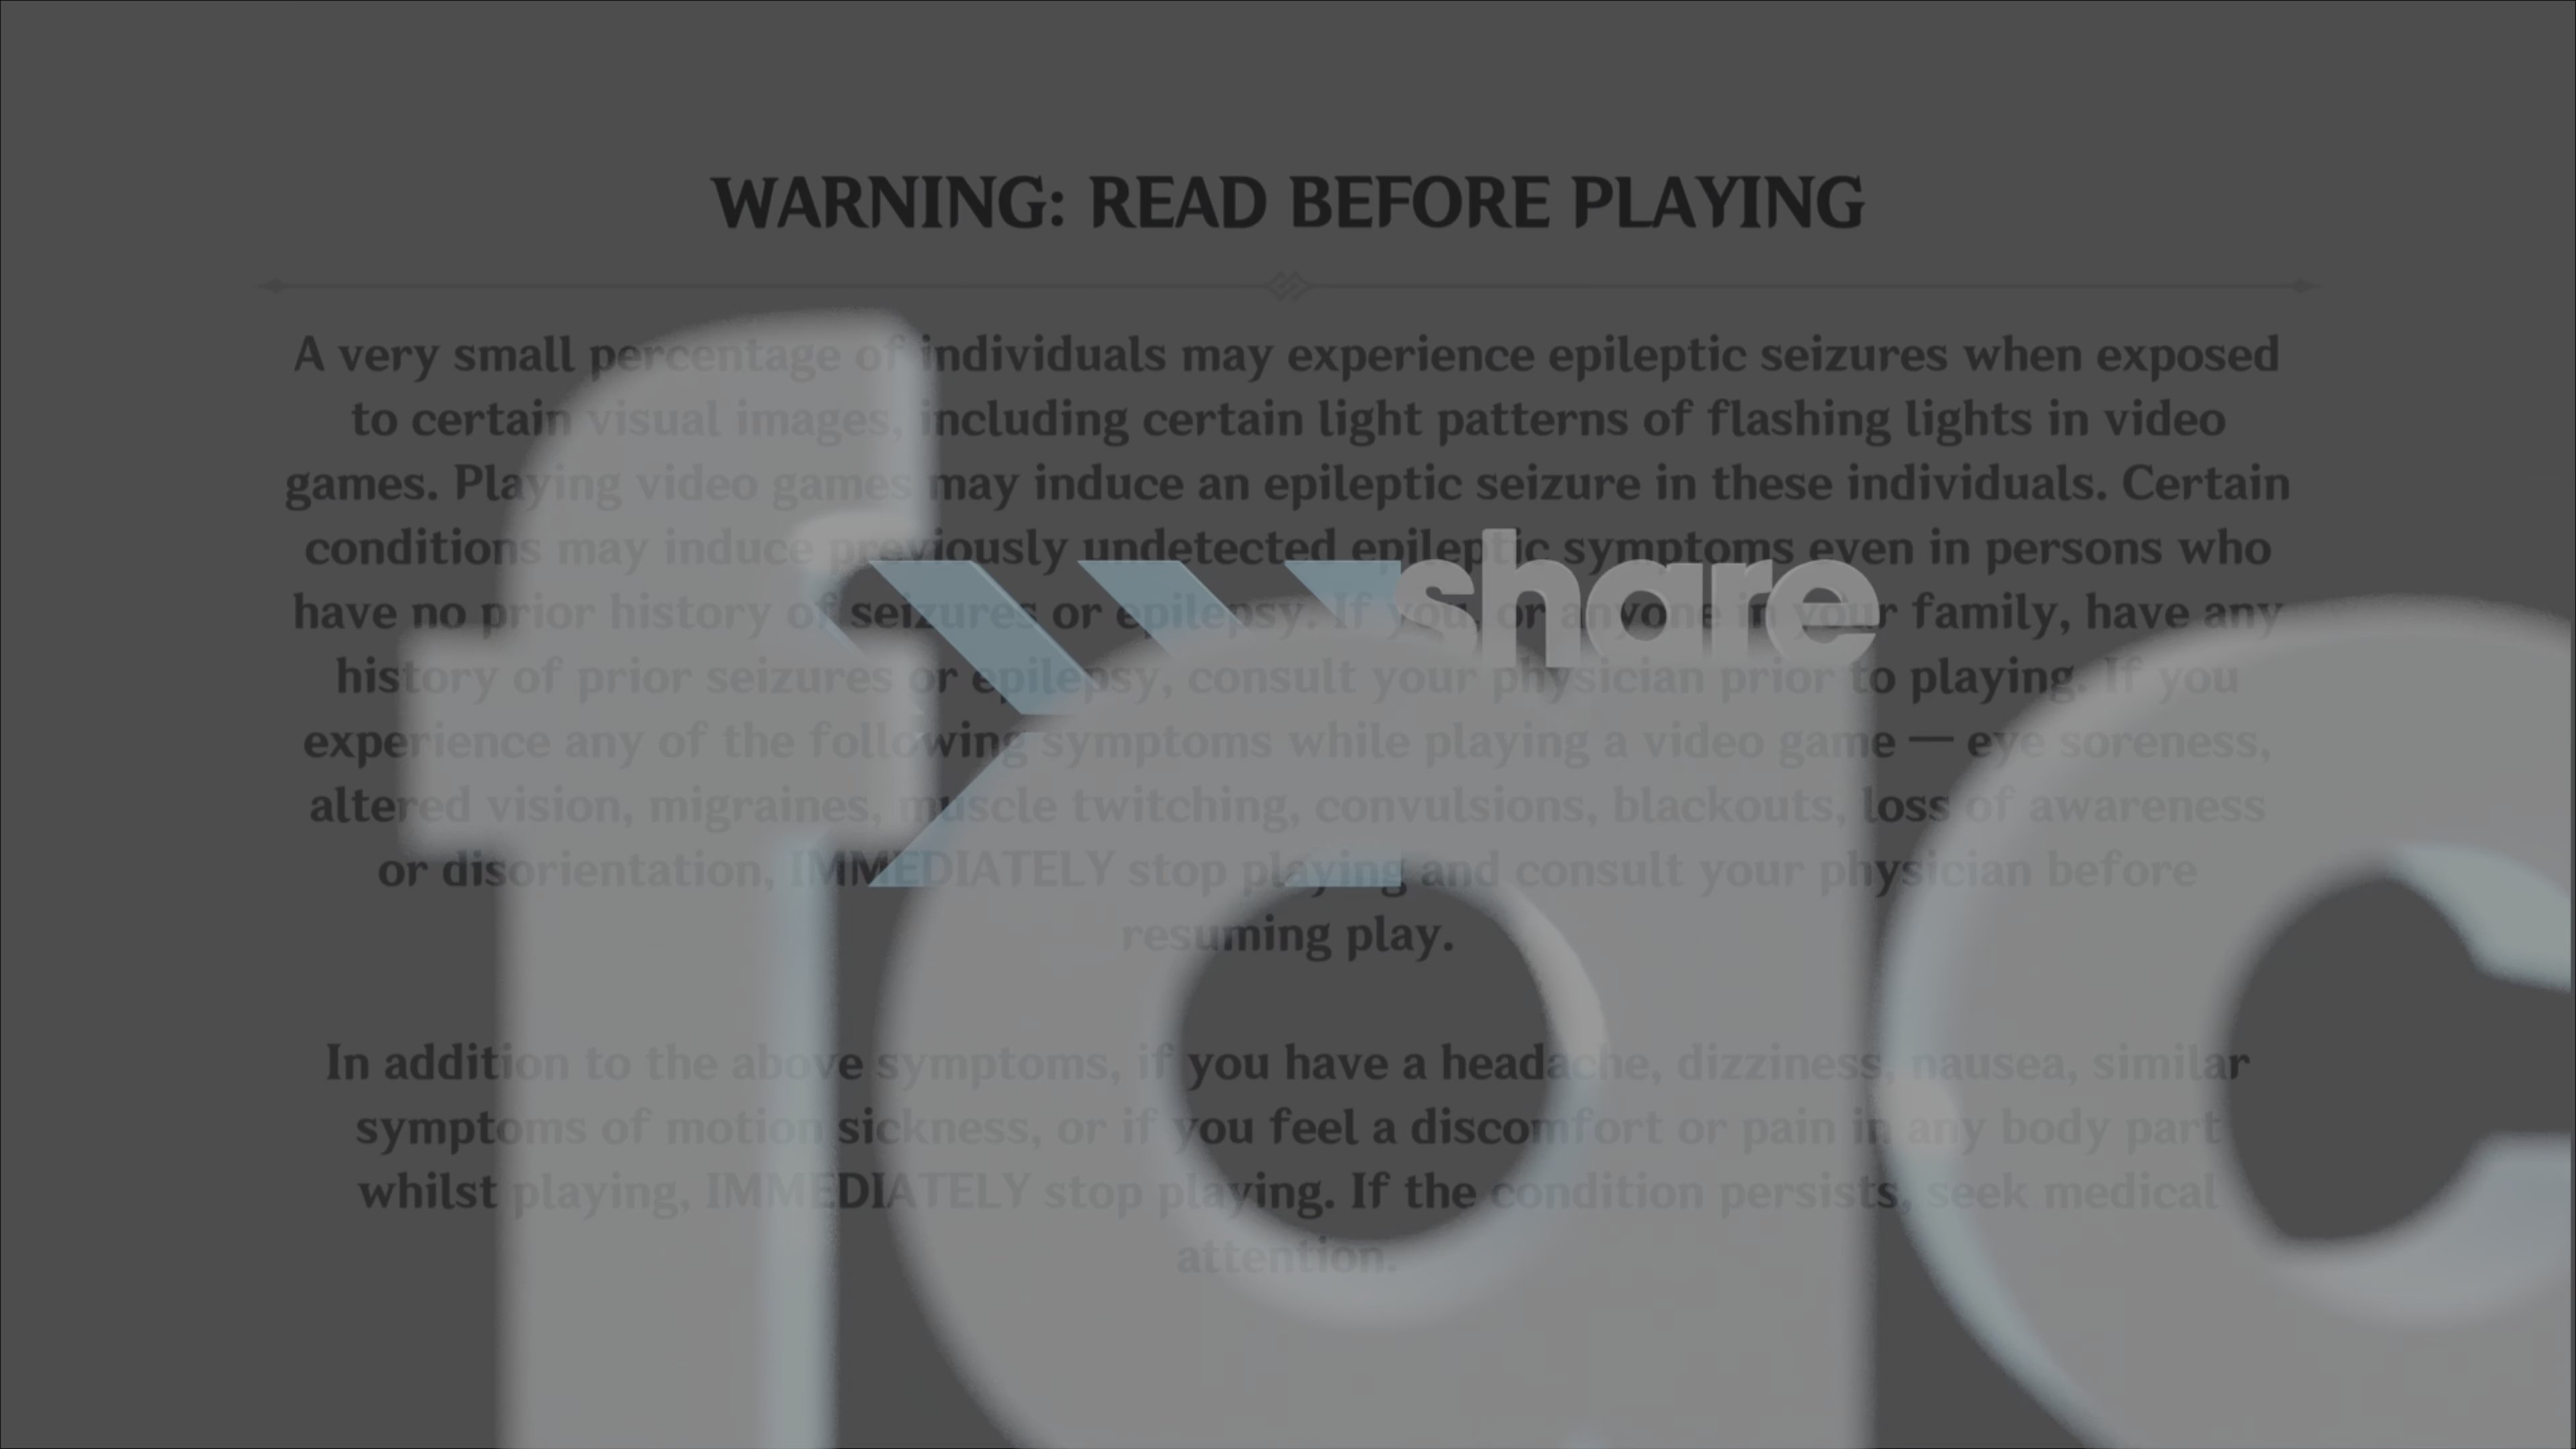 WARNING: READ BEFORE PLAYING
A very small percentage of individuals may experience epileptic seizures when exposed
to certain visual images, including certain light patterns of flashing lights in video
games. Playing video games may induce an epileptic seizure in these individuals. Certain
conditions may induce previously undetected epileptic symptoms even in persons who
have no prior history of seizures or epilepsy. If you, or anyone in your family, have any
history of prior seizures or epilepsy, consult your physician prior to playing. If you
experience any of the following symptoms while playing a video game — eye soreness,
altered vision, migraines, muscle twitching, convulsions, blackouts, loss of awareness
or disorientation, IMMEDIATELY stop playing and consult your physician before
resuming play.
In addition to the above symptoms, if you have a headache, dizziness, nausea, similar
symptoms of motion sickness, or if you feel a discomfort or pain in any body part
whilst playing, IMMEDIATELY stop playing. If the condition persists, seek medical
attention.
share
fac